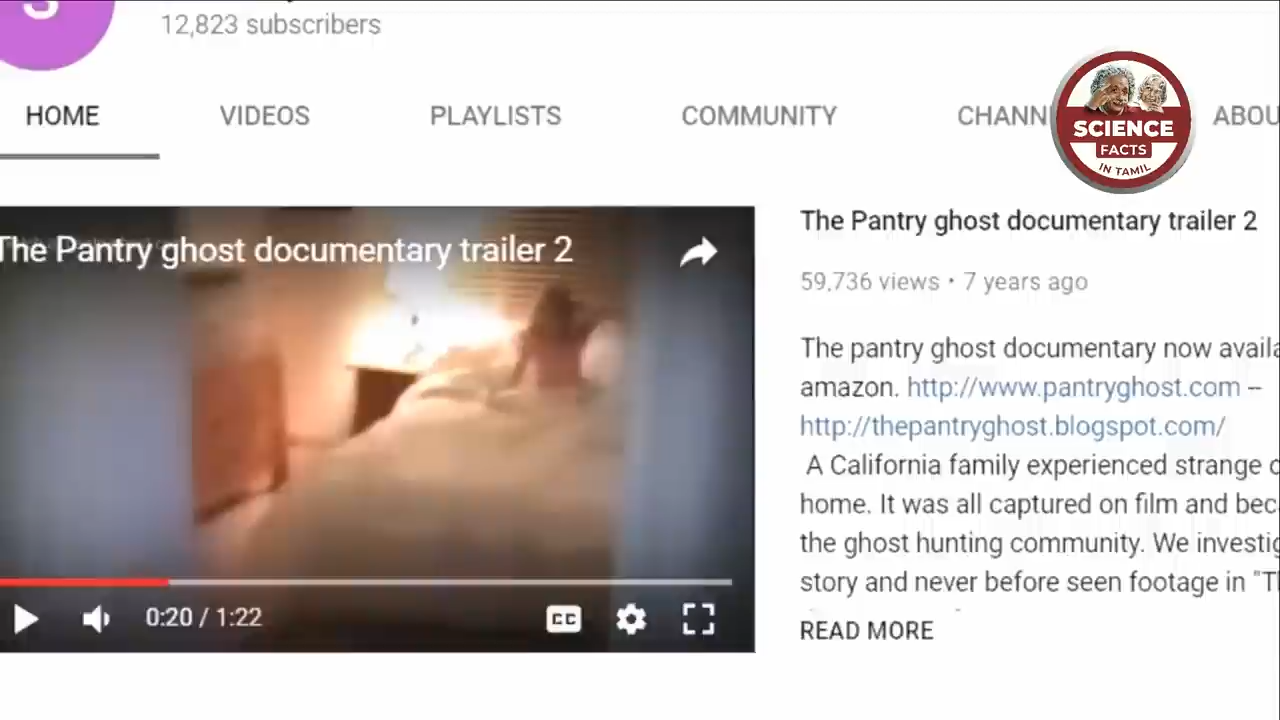 12,823 subscribers
HOME VIDEOS PLAYLISTS COMMUNITY CHANN ABOU
SCIENCE
FACTS
IN TAMIL
The Pantry ghost documentary trailer 2
The Pantry ghost documentary trailer 2
59,736 views • 7 years ago
The pantry ghost documentary now availa
amazon. http://www.pantryghost.com --
http://thepantryghost.blogspot.com/
A California family experienced strange
home. It was all captured on film and bec
the ghost hunting community. We investig
story and never before seen footage in "T
READ MORE
0:20 / 1:22 CC